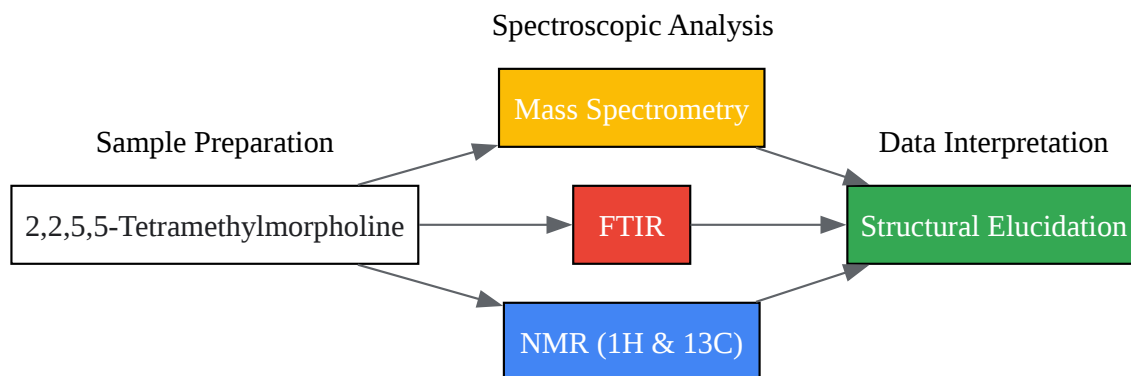 Spectroscopic Analysis
Mass Spectrometry
Sample Preparation
Data Interpretation
2,2,5,5-Tetramethylmorpholine
FTIR
Structural Elucidation
NMR (1H & 13C)